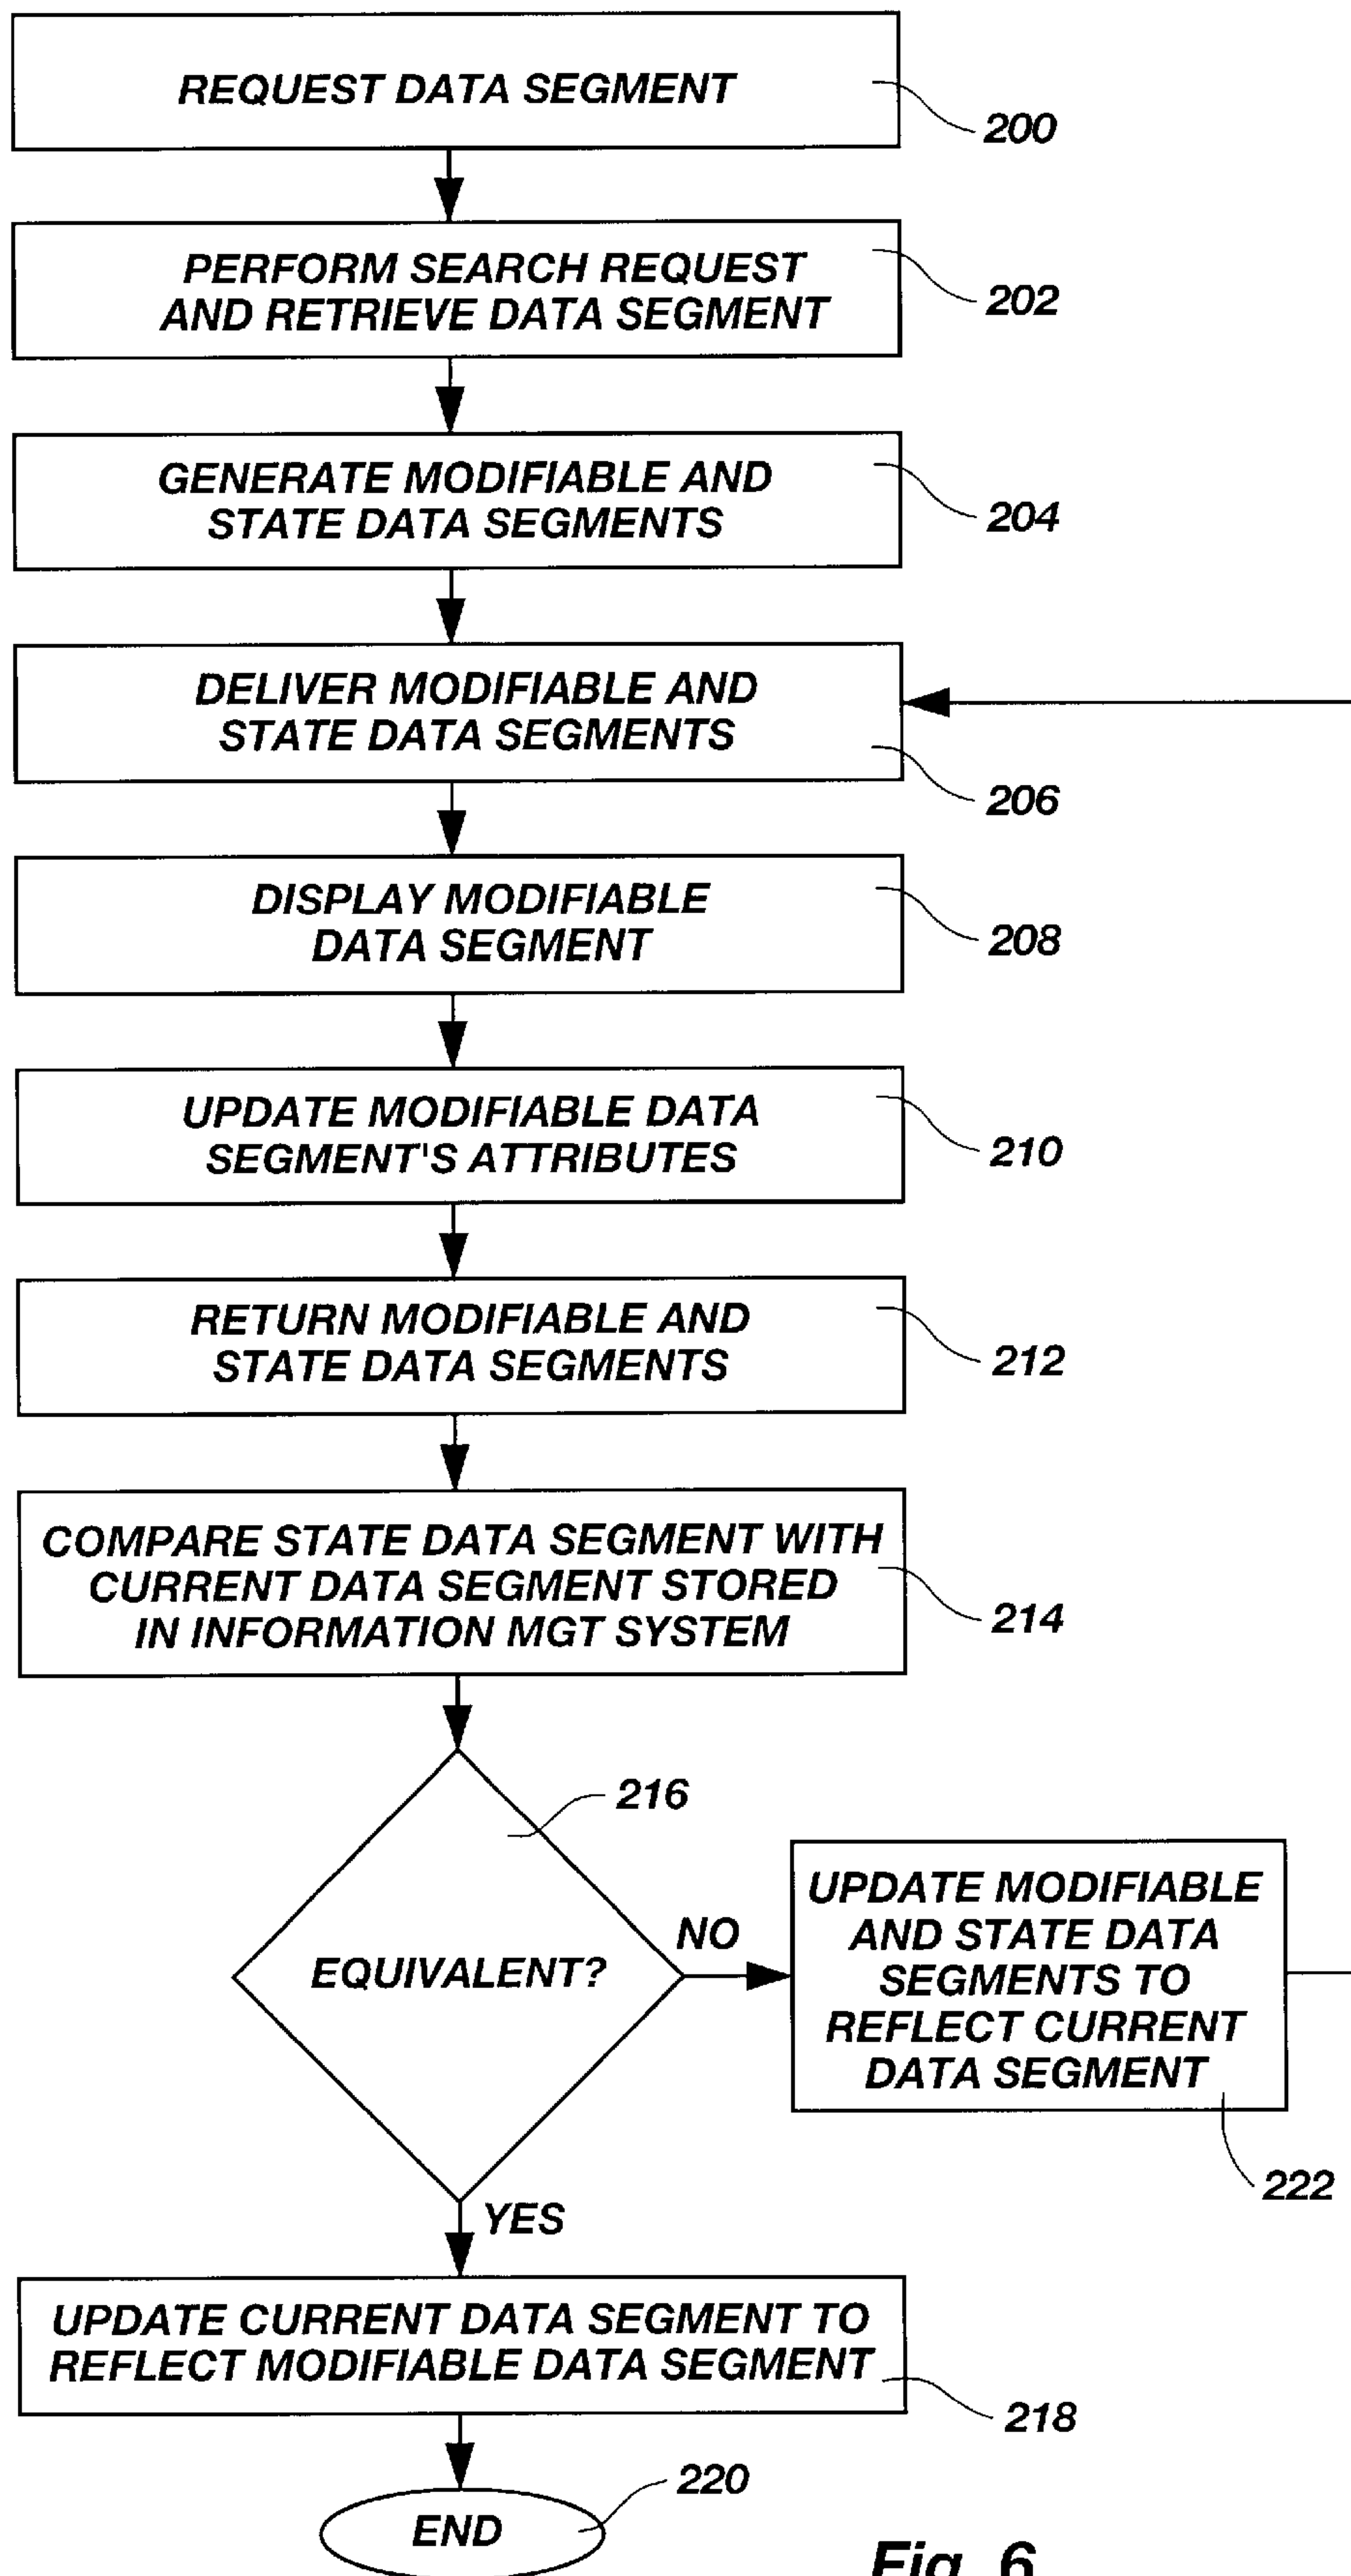 REQUEST DATA SEGMENT
200
PERFORM SEARCH REQUEST
AND RETRIEVE DATA SEGMENT
202
GENERATE MODIFIABLE AND
STATE DATA SEGMENTS
204
DELIVER MODIFIABLE AND
STATE DATA SEGMENTS
206
DISPLAY MODIFIABLE
DATA SEGMENT
208
UPDATE MODIFIABLE DATA
SEGMENT'S ATTRIBUTES
210
RETURN MODIFIABLE AND
STATE DATA SEGMENTS
212
COMPARE STATE DATA SEGMENT WITH
CURRENT DATA SEGMENT STORED
IN INFORMATION MGT SYSTEM
214
216
EQUIVALENT?
NO
UPDATE MODIFIABLE
AND STATE DATA
SEGMENTS TO
REFLECT CURRENT
DATA SEGMENT
222
YES
UPDATE CURRENT DATA SEGMENT TO
REFLECT MODIFIABLE DATA SEGMENT
218
220
END
Fig. 6